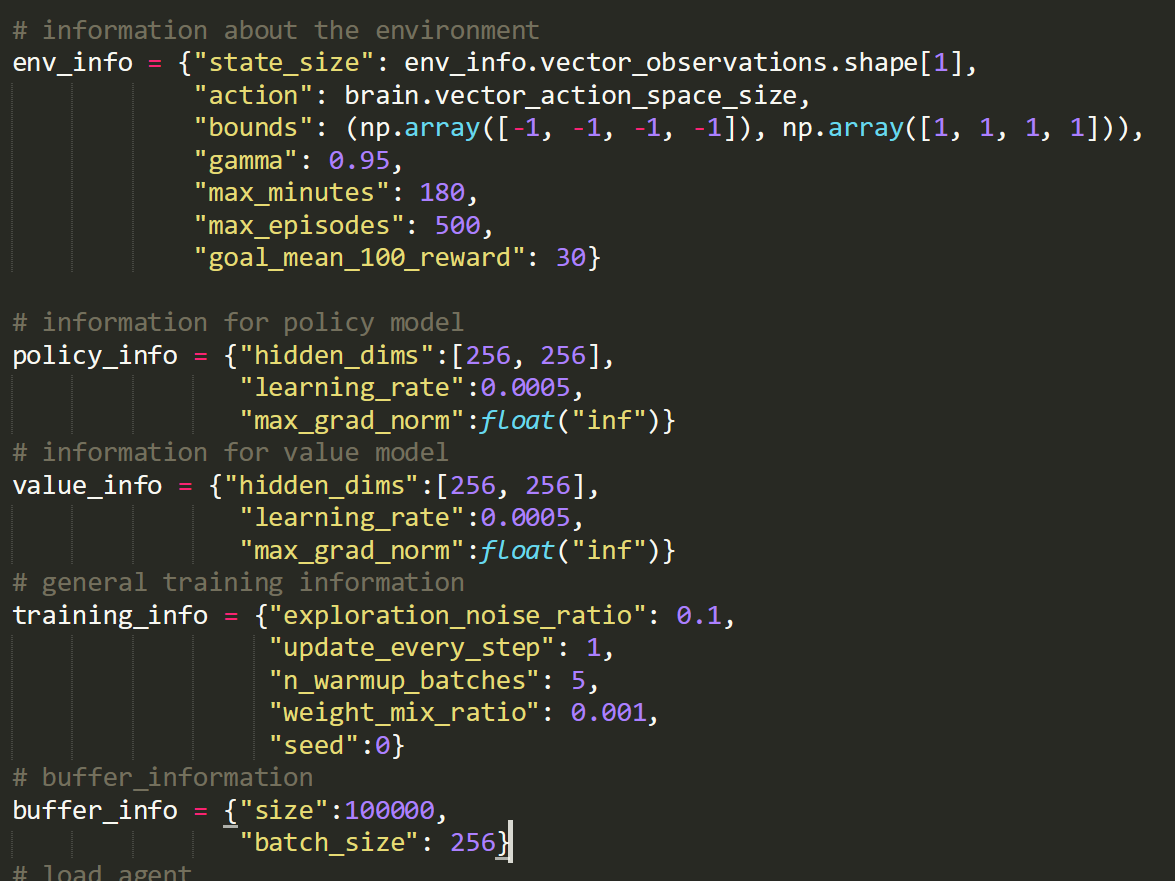 # information about the environment
env_info = {"state_size": env_info.vector_observations.shape[1],
"action": brain.vector_action_space_size,
"bounds": (np.array([-1, -1, -1, -1]), np.array([1, 1, 1, 1])),
"gamma": 0.95,
"max_minutes": 180,
"max_episodes": 500,
"goal_mean_100_reward": 30}
# information for policy model
policy_info = {"hidden_dims":[256, 256],
"learning_rate":0.0005,
"max_grad_norm":float("inf")}
# information for value model
value_info = {"hidden_dims":[256, 256],
"learning_rate":0.0005,
"max_grad_norm":float("inf")}
# general training information
training_info = {"exploration_noise_ratio": 0.1,
"update_every_step": 1,
"n_warmup_batches": 5,
"weight_mix_ratio": 0.001,
"seed":0}
# buffer_information
buffer_info = {"size":100000,
"batch_size": 256}
# load agent